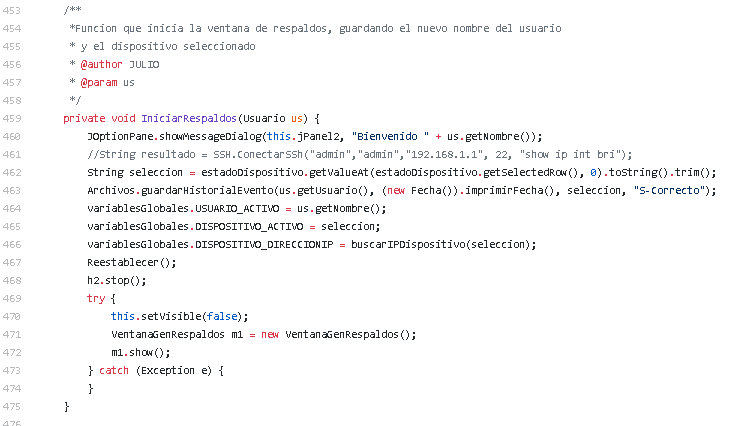 453 /**
454 *Funcion que inicia la ventana de respaldos, guardando el nuevo nombre del usuario
455 * y el dispositivo seleccionado
456 * @author JULIO
457 * @param us
458 */
459 private void IniciarRespaldos(Usuario us) {
460 JOptionPane.showMessageDialog(this.jPanel2, "Bienvenido " + us.getNombre());
461 //String resultado = SSH.ConectarSSh("admin","admin","192.168.1.1", 22, "show ip int bri");
462 String seleccion = estadoDispositivo.getValueAt(estadoDispositivo.getSelectedRow(), 0).toString().trim();
463 Archivos.guardarHistorialEvento(us.getUsuario(), (new Fecha()).imprimirFecha(), seleccion, "S-Correcto");
464 variablesGlobales.USUARIO_ACTIVO = us.getNombre();
465 variablesGlobales.DISPOSITIVO_ACTIVO = seleccion;
466 variablesGlobales.DISPOSITIVO_DIRECCIONIP = buscarIPDispositivo(seleccion);
467 Reestablecer();
468 h2.stop();
469 try {
470 this.setVisible(false);
471 VentanaGenRespaldos m1 = new VentanaGenRespaldos();
472 m1.show();
473 } catch (Exception e) {
474 }
475 }
476